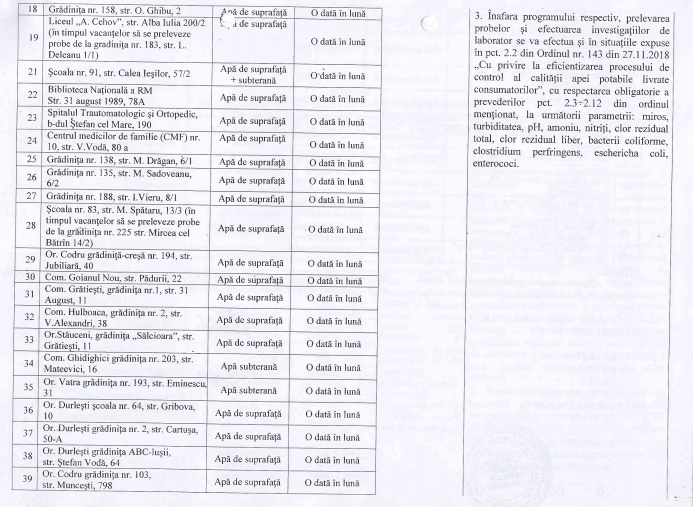 18 Grădiniţa nr. 158, str. O. Ghibu, 2 Apă de suprafaţă O dată în lună
19 Liceul „A. Cehov”, str. Alba Iulia 200/2 de suprafaţă O dată în lună
(în timpul vacanţelor să se preleveze
probe de la gradinița nr. 183, str. L.
Deleanu 1/1)
21 Şcoala nr. 91, str. Calea Ieşilor, 57/2 Apă de suprafaţă O dată în lună
+ subterană
22 Biblioteca Naţională a RM Apă de suprafaţă O dată în lună
Str. 31 august 1989, 78A
23 Spitalul Trautomatologic şi Ortopedic, Apă de suprafaţă O dată în lună
b-dul Ştefan cel Mare, 190
24 Centrul medicilor de familie (CMF) nr. Apă de suprafaţă O dată în lună
10, str. V.Vodă, 80 a
25 Grădiniţa nr. 138, str. M. Drăgan, 6/1 Apă de suprafaţă O dată în lună
26 Grădiniţa nr. 135, str. M. Sadoveanu, Apă de suprafaţă O dată în lună
6/2
27 Grădiniţa nr. 188, str. I.Vieru, 8/1 Apă de suprafaţă O dată în lună
28 Şcoala nr. 83, str. M. Spătaru, 13/3 (în Apă de suprafaţă O dată în lună
timpul vacanţelor să se preleveze probe
de la grădiniţa nr. 225 str. Mircea cel
Bătrîn 14/2)
29 Or. Codru grădiniţă-creşă nr. 194, str. Apă de suprafaţă O dată în lună
Jubiliară, 40
30 Com. Goianul Nou, str. Pădurii, 22 Apă de suprafaţă O dată în lună
31 Com. Grătieşti, grădiniţa nr.1, str. 31 Apă de suprafaţă O dată în lună
August, 11
32 Com. Hulboaca, grădiniţa nr. 2, str. Apă de suprafaţă O dată în lună
V.Alexandri, 38
33 Or.Stăuceni, grădiniţa „Sălcioara”, str. Apă de suprafaţă O dată în lună
Grătieşti, 11
34 Com. Ghidighici grădiniţa nr. 203, str. Apă subterană O dată în lună
Mateevici, 16
35 Or. Vatra grădiniţa nr. 193, str. Eminescu, Apă subterană O dată în lună
31
36 Or. Durleşti şcoala nr. 64, str. Gribova, Apă de suprafaţă O dată în lună
10
37 Or. Durleşti grădiniţa nr. 2, str. Cartuşa, Apă de suprafaţă O dată în lună
50-A
38 Or. Durleşti grădiniţa ABC-luşii, Apă de suprafaţă O dată în lună
str. Ştefan Vodă, 64
39 Or. Codru grădiniţa nr. 103, Apă de suprafaţă O dată în lună
str. Munceşti, 798
3. Înafara programului respectiv, prelevarea
probelor şi efectuarea investigaţiilor de
laborator se va efectua şi în situaţiile expuse
în pct. 2.2 din Ordinul nr. 143 din 27.11.2018
„Cu privire la eficientizarea procesului de
control al calităţii apei potabile livrate
consumatorilor”, cu respectarea obligatorie a
prevederilor pct. 2.3÷2.12 din ordinul
menţionat, la următorii parametrii: miros,
turbiditatea, pH, amoniu, nitriţi, clor rezidual
total, clor rezidual liber, bacterii coliforme,
clostridium perfringens, eschericha coli,
enterococi.